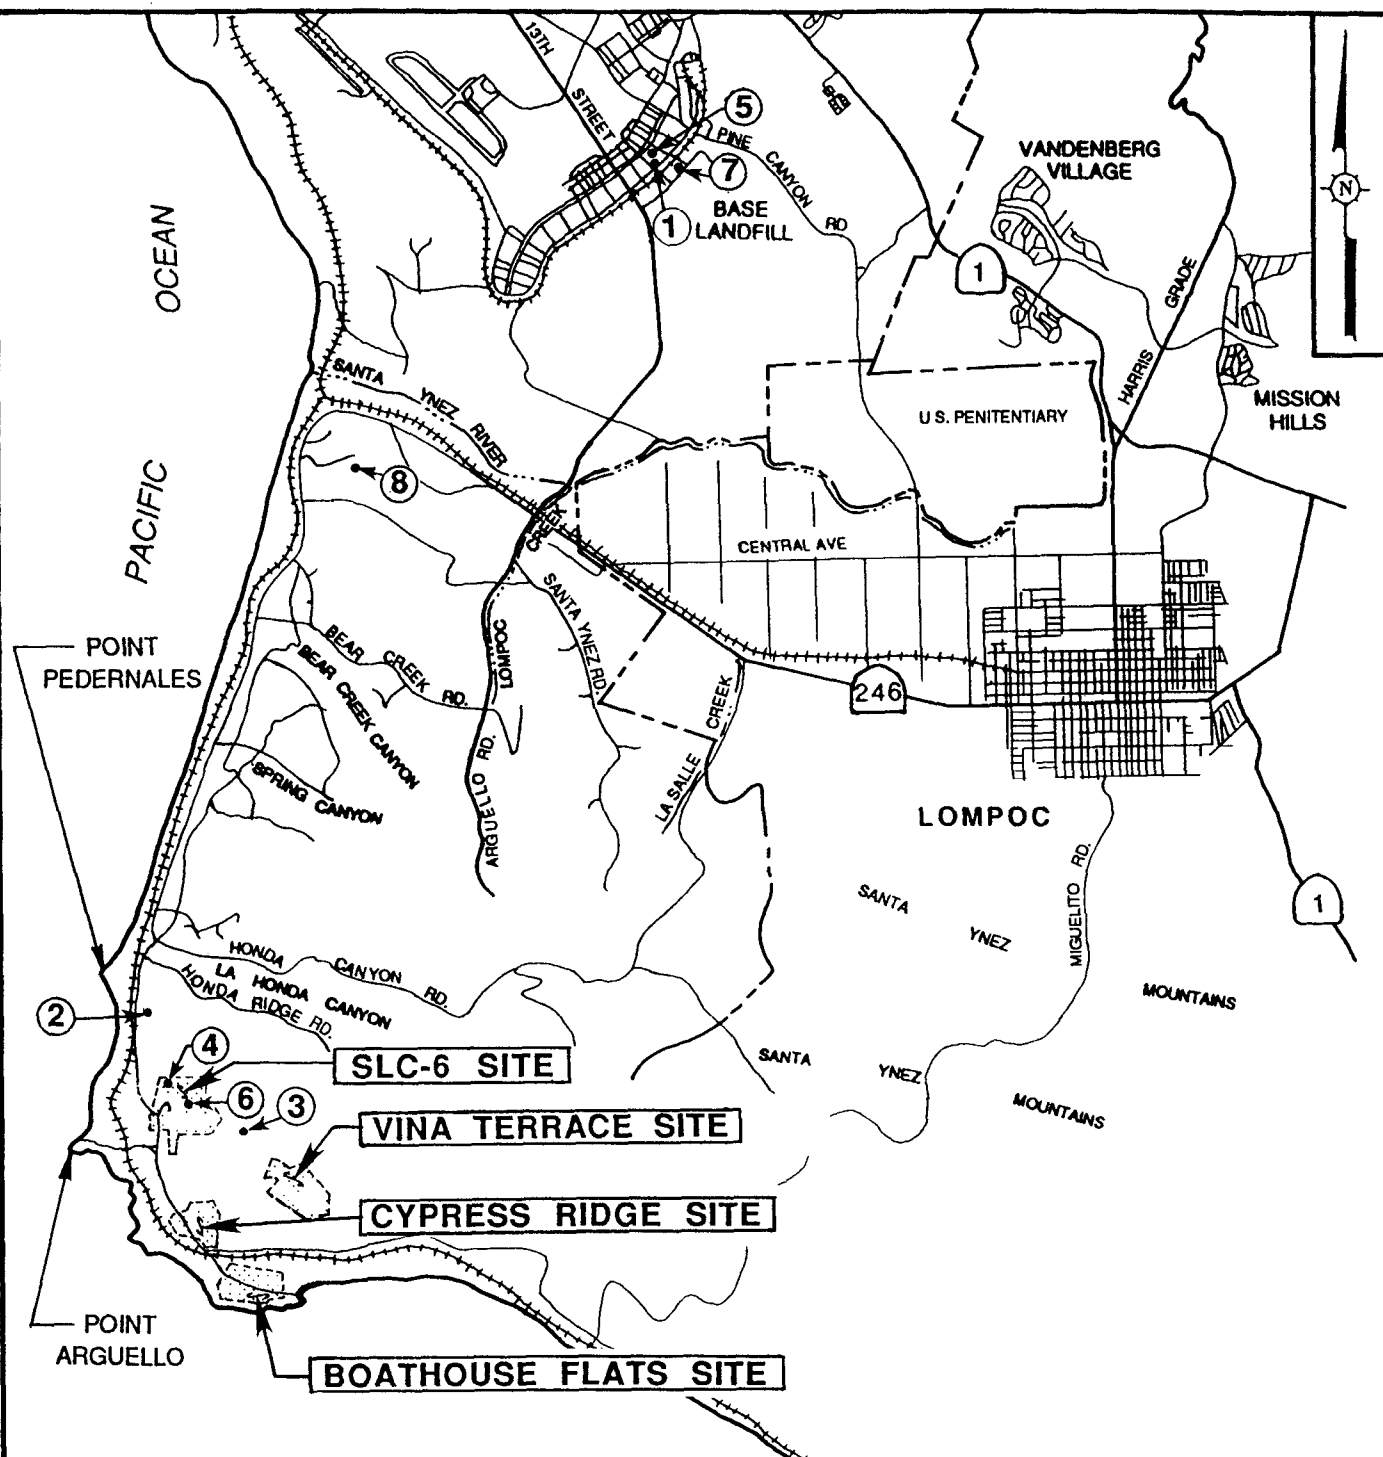 13TH
STREET
5
PINE CANYON RD
7
1
BASE
LANDFILL
VANDENBERG
VILLAGE
N
1
HARRIS GRADE
OCEAN
PACIFIC
SANTA YNEZ RIVER
U.S. PENITENTIARY
MISSION
HILLS
8
CREEK
CENTRAL AVE
SANTA YNEZ RD.
LOMPOC
POINT
PEDERNALES
BEAR CREEK RD.
BEAR CREEK CANYON
246
LA SALLE CREEK
SPRING CANYON
ARGUELLO RD.
LOMPOC
MIGUELITO RD.
1
SANTA YNEZ MOUNTAINS
HONDA CANYON RD.
LA HONDA CANYON
HONDA RIDGE RD.
2
4
SLC-6 SITE
SANTA YNEZ MOUNTAINS
6
3
VINA TERRACE SITE
CYPRESS RIDGE SITE
POINT
ARGUELLO
BOATHOUSE FLATS SITE